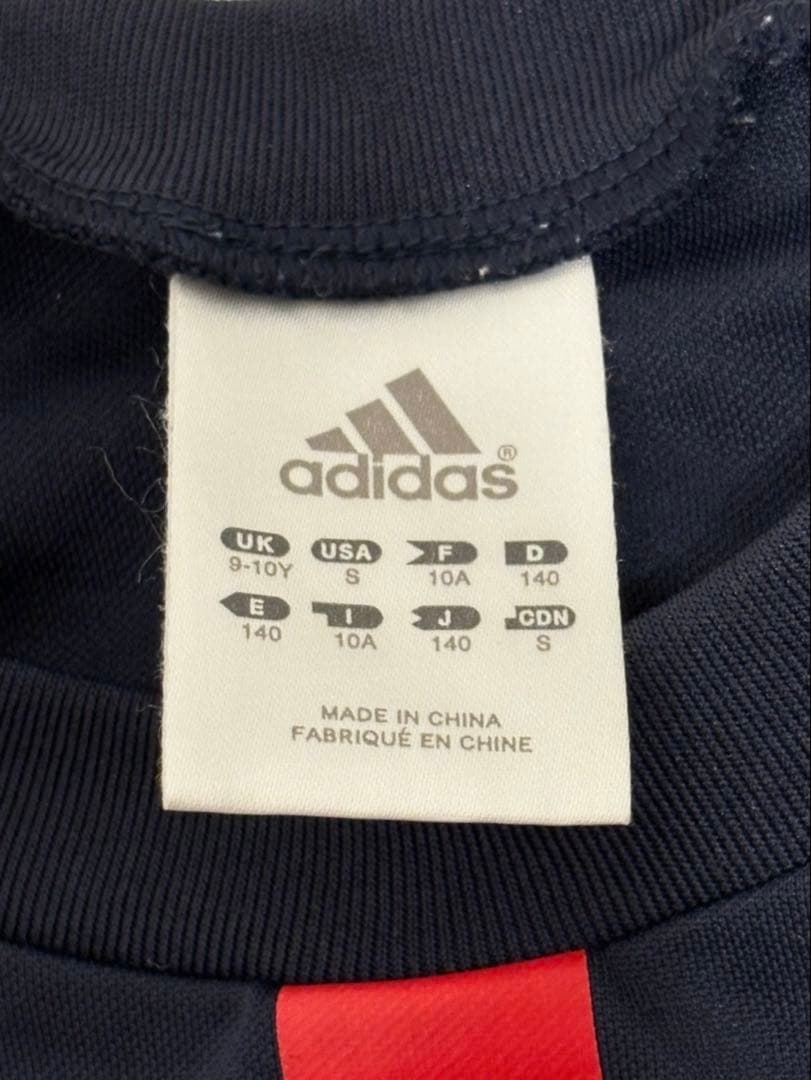 adidas®
UK USA F D
9-10Y S 10A 140
E I J CDN
140 10A 140 S
MADE IN CHINA
FABRIQUÉ EN CHINE